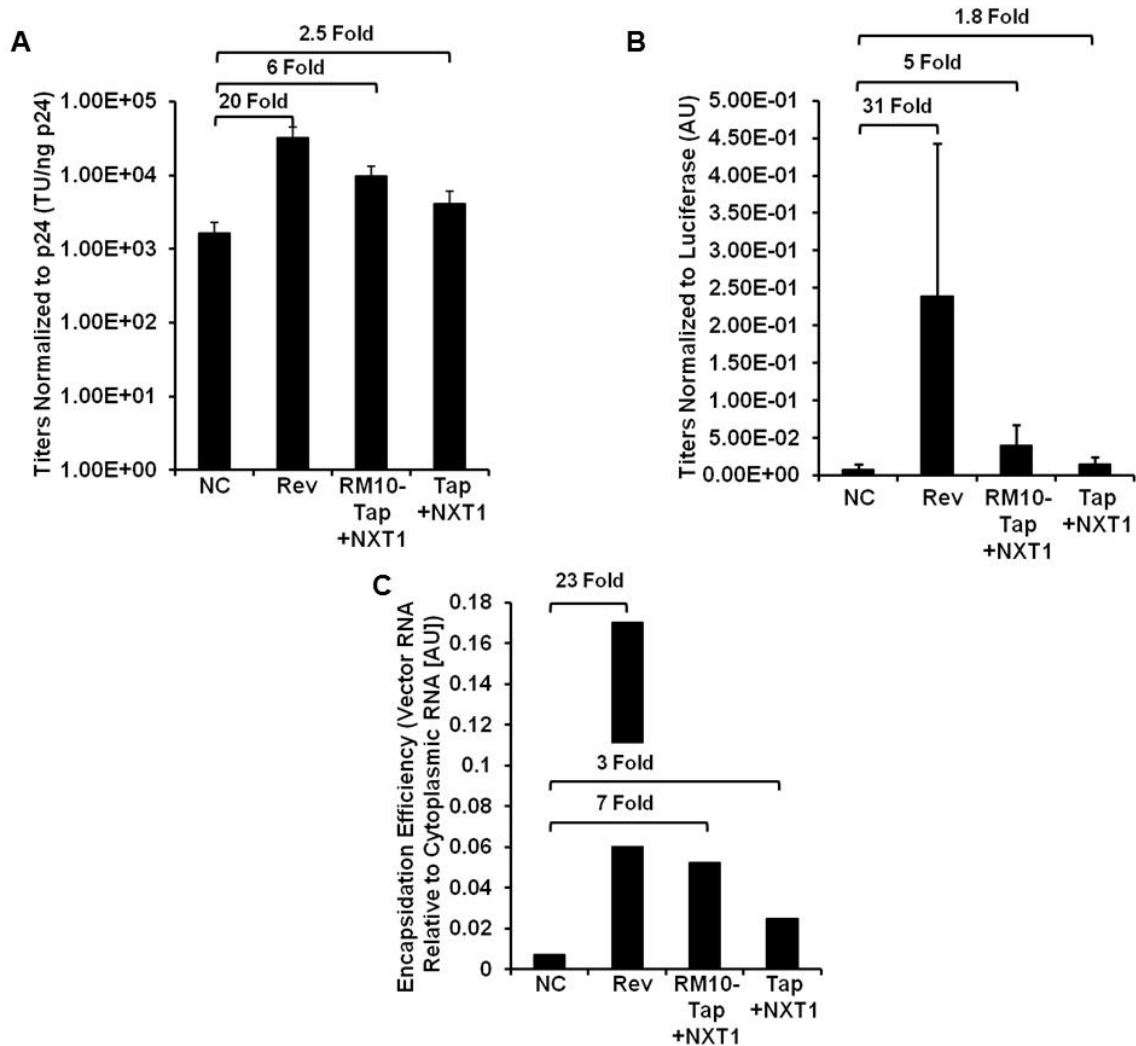 A
2.5 Fold
6 Fold
20 Fold
Titers Normalized to p24 (TU/ng p24)
1.00E+05
1.00E+04
1.00E+03
1.00E+02
1.00E+01
1.00E+00
NC
Rev
RM10-
Tap
+NXT1
Tap
+NXT1
B
1.8 Fold
5 Fold
31 Fold
Titers Normalized to Luciferase (AU)
5.00E-01
4.50E-01
4.00E-01
3.50E-01
3.00E-01
2.50E-01
2.00E-01
1.50E-01
1.00E-01
5.00E-02
0.00E+00
NC
Rev
RM10-
Tap
+NXT1
Tap
+NXT1
C
23 Fold
3 Fold
7 Fold
Encapsidation Efficiency (Vector RNA
Relative to Cytoplasmic RNA [AU])
0.18
0.16
0.14
0.12
0.1
0.08
0.06
0.04
0.02
0
NC
Rev
RM10-
Tap
+NXT1
Tap
+NXT1